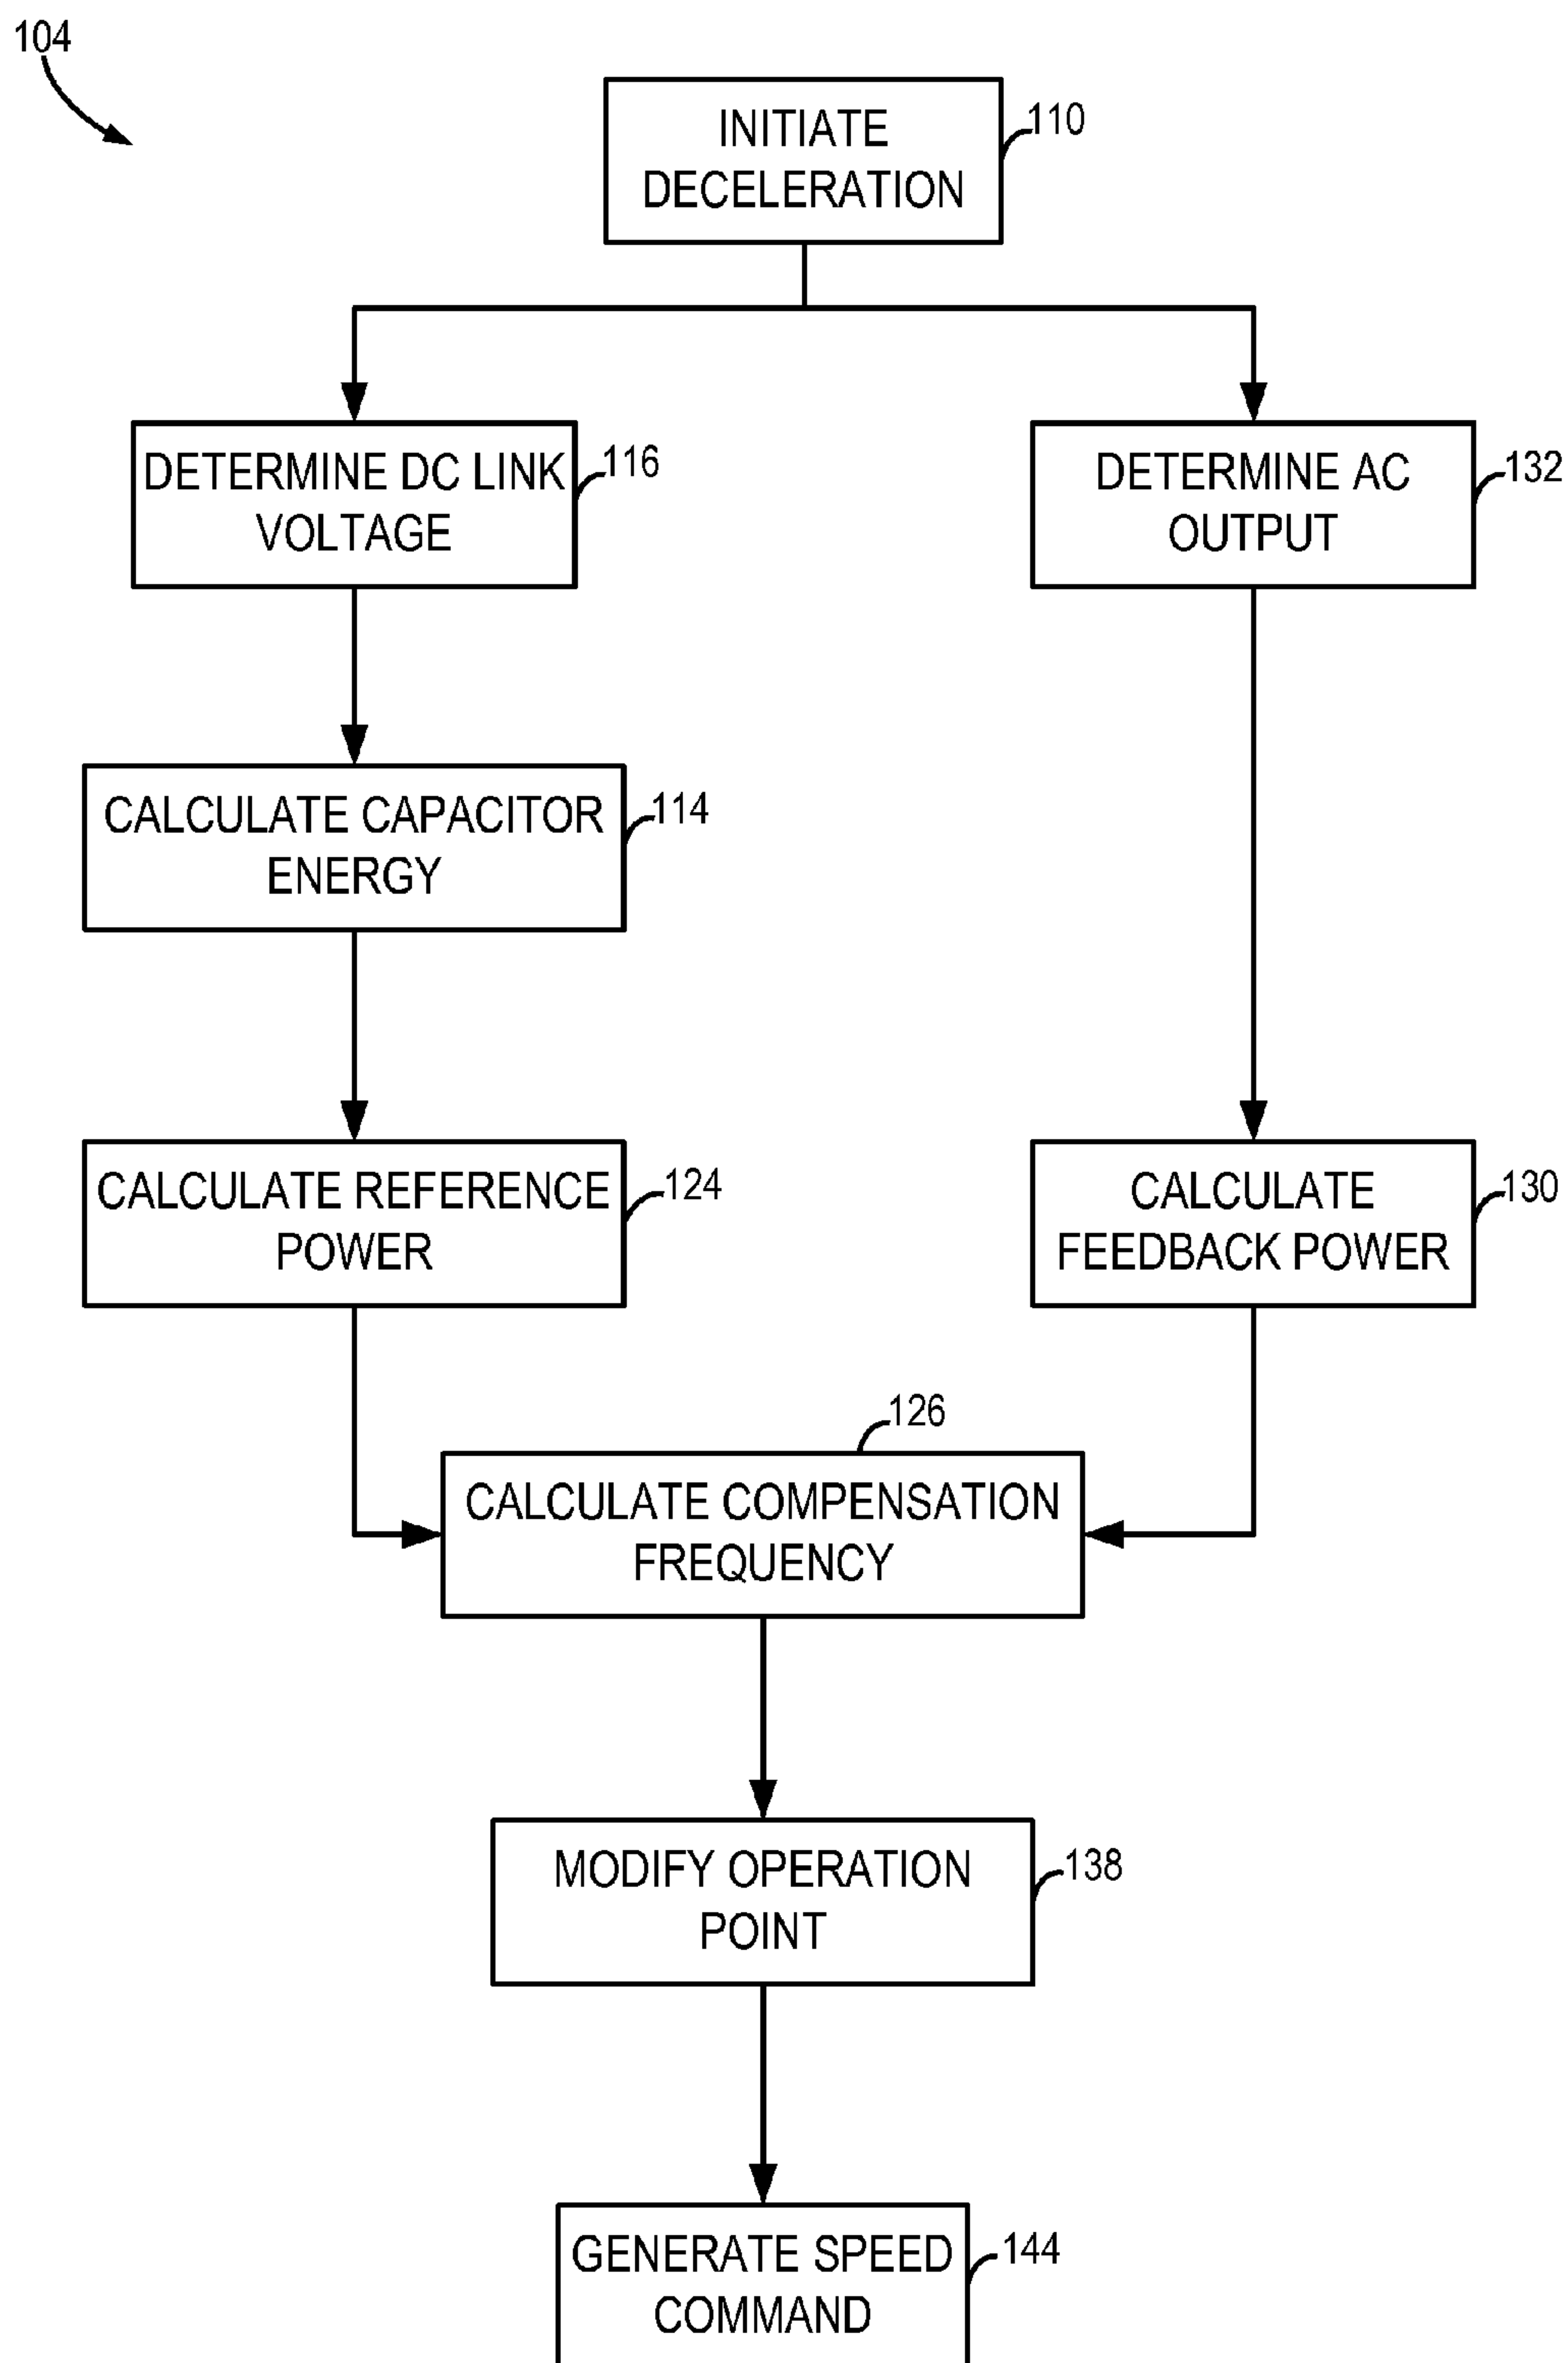 104
INITIATE
DECELERATION
110
DETERMINE DC LINK
VOLTAGE
116
DETERMINE AC
OUTPUT
132
CALCULATE CAPACITOR
ENERGY
114
CALCULATE REFERENCE
POWER
124
CALCULATE
FEEDBACK POWER
130
126
CALCULATE COMPENSATION
FREQUENCY
MODIFY OPERATION
POINT
138
GENERATE SPEED
COMMAND
144